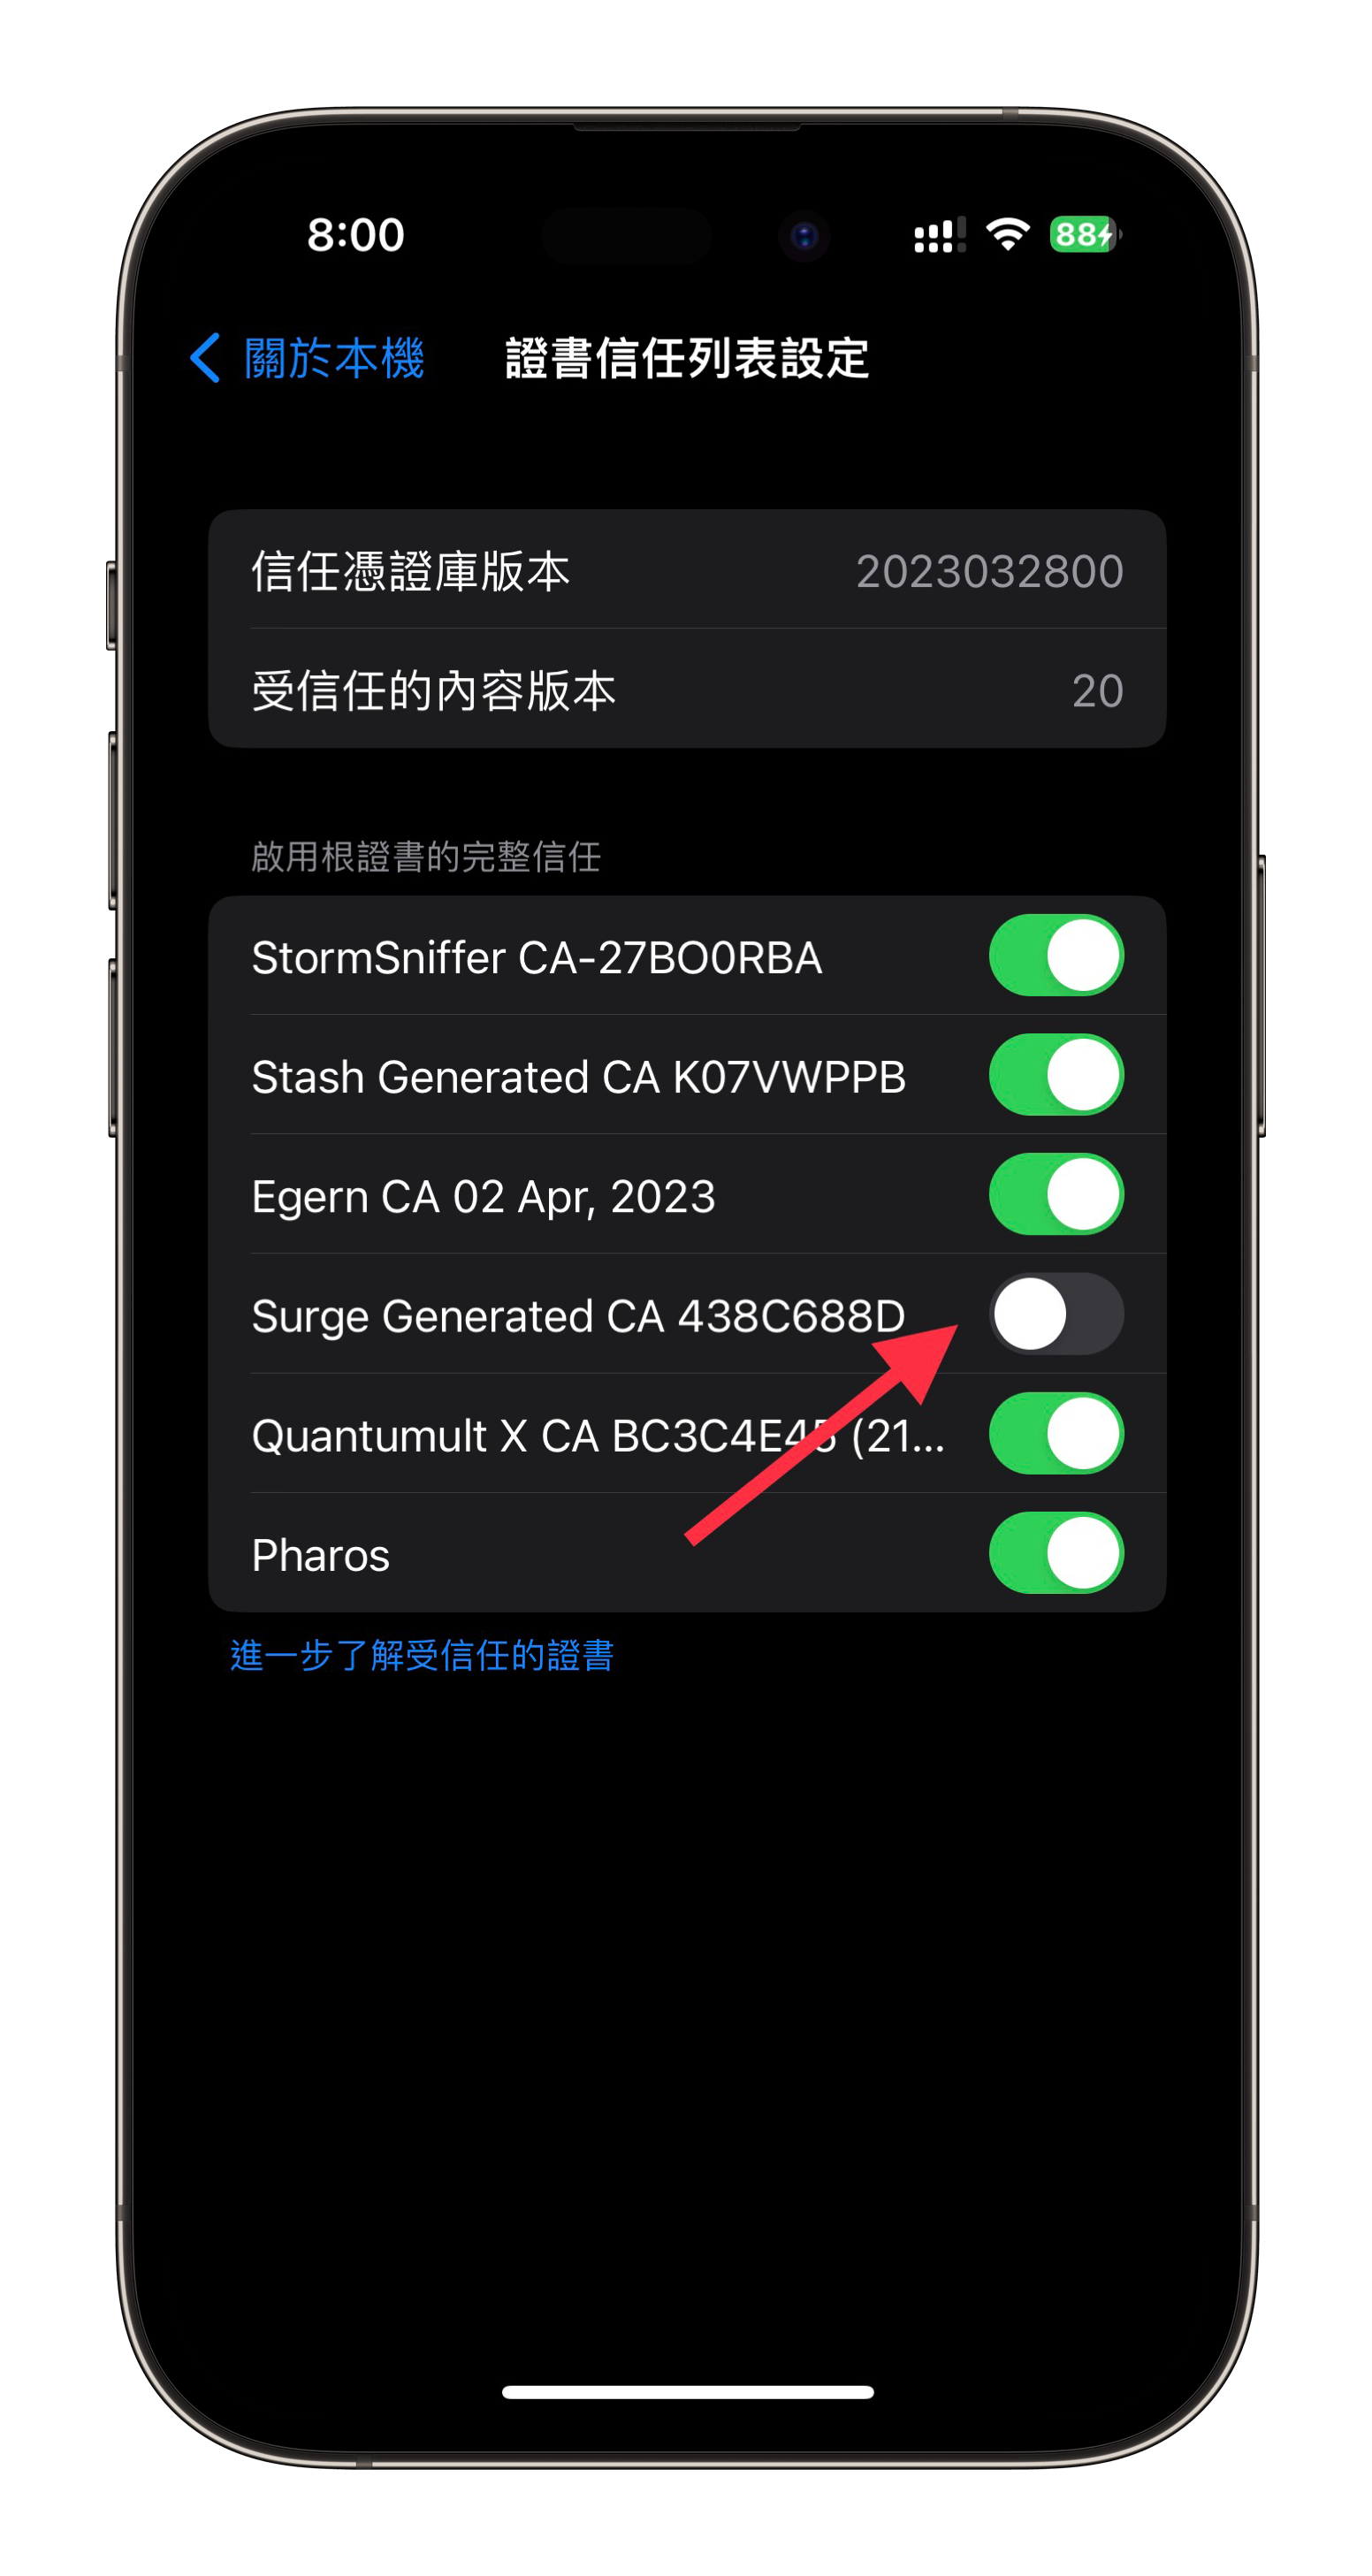 8:00
88
關於本機
證書信任列表設定
信任憑證庫版本 2023032800
受信任的內容版本 20
啟用根證書的完整信任
StormSniffer CA-27BO0RBA
Stash Generated CA K07VWPPB
Egern CA 02 Apr, 2023
Surge Generated CA 438C688D
Quantumult X CA BC3C4E45 (21...
Pharos
進一步了解受信任的證書